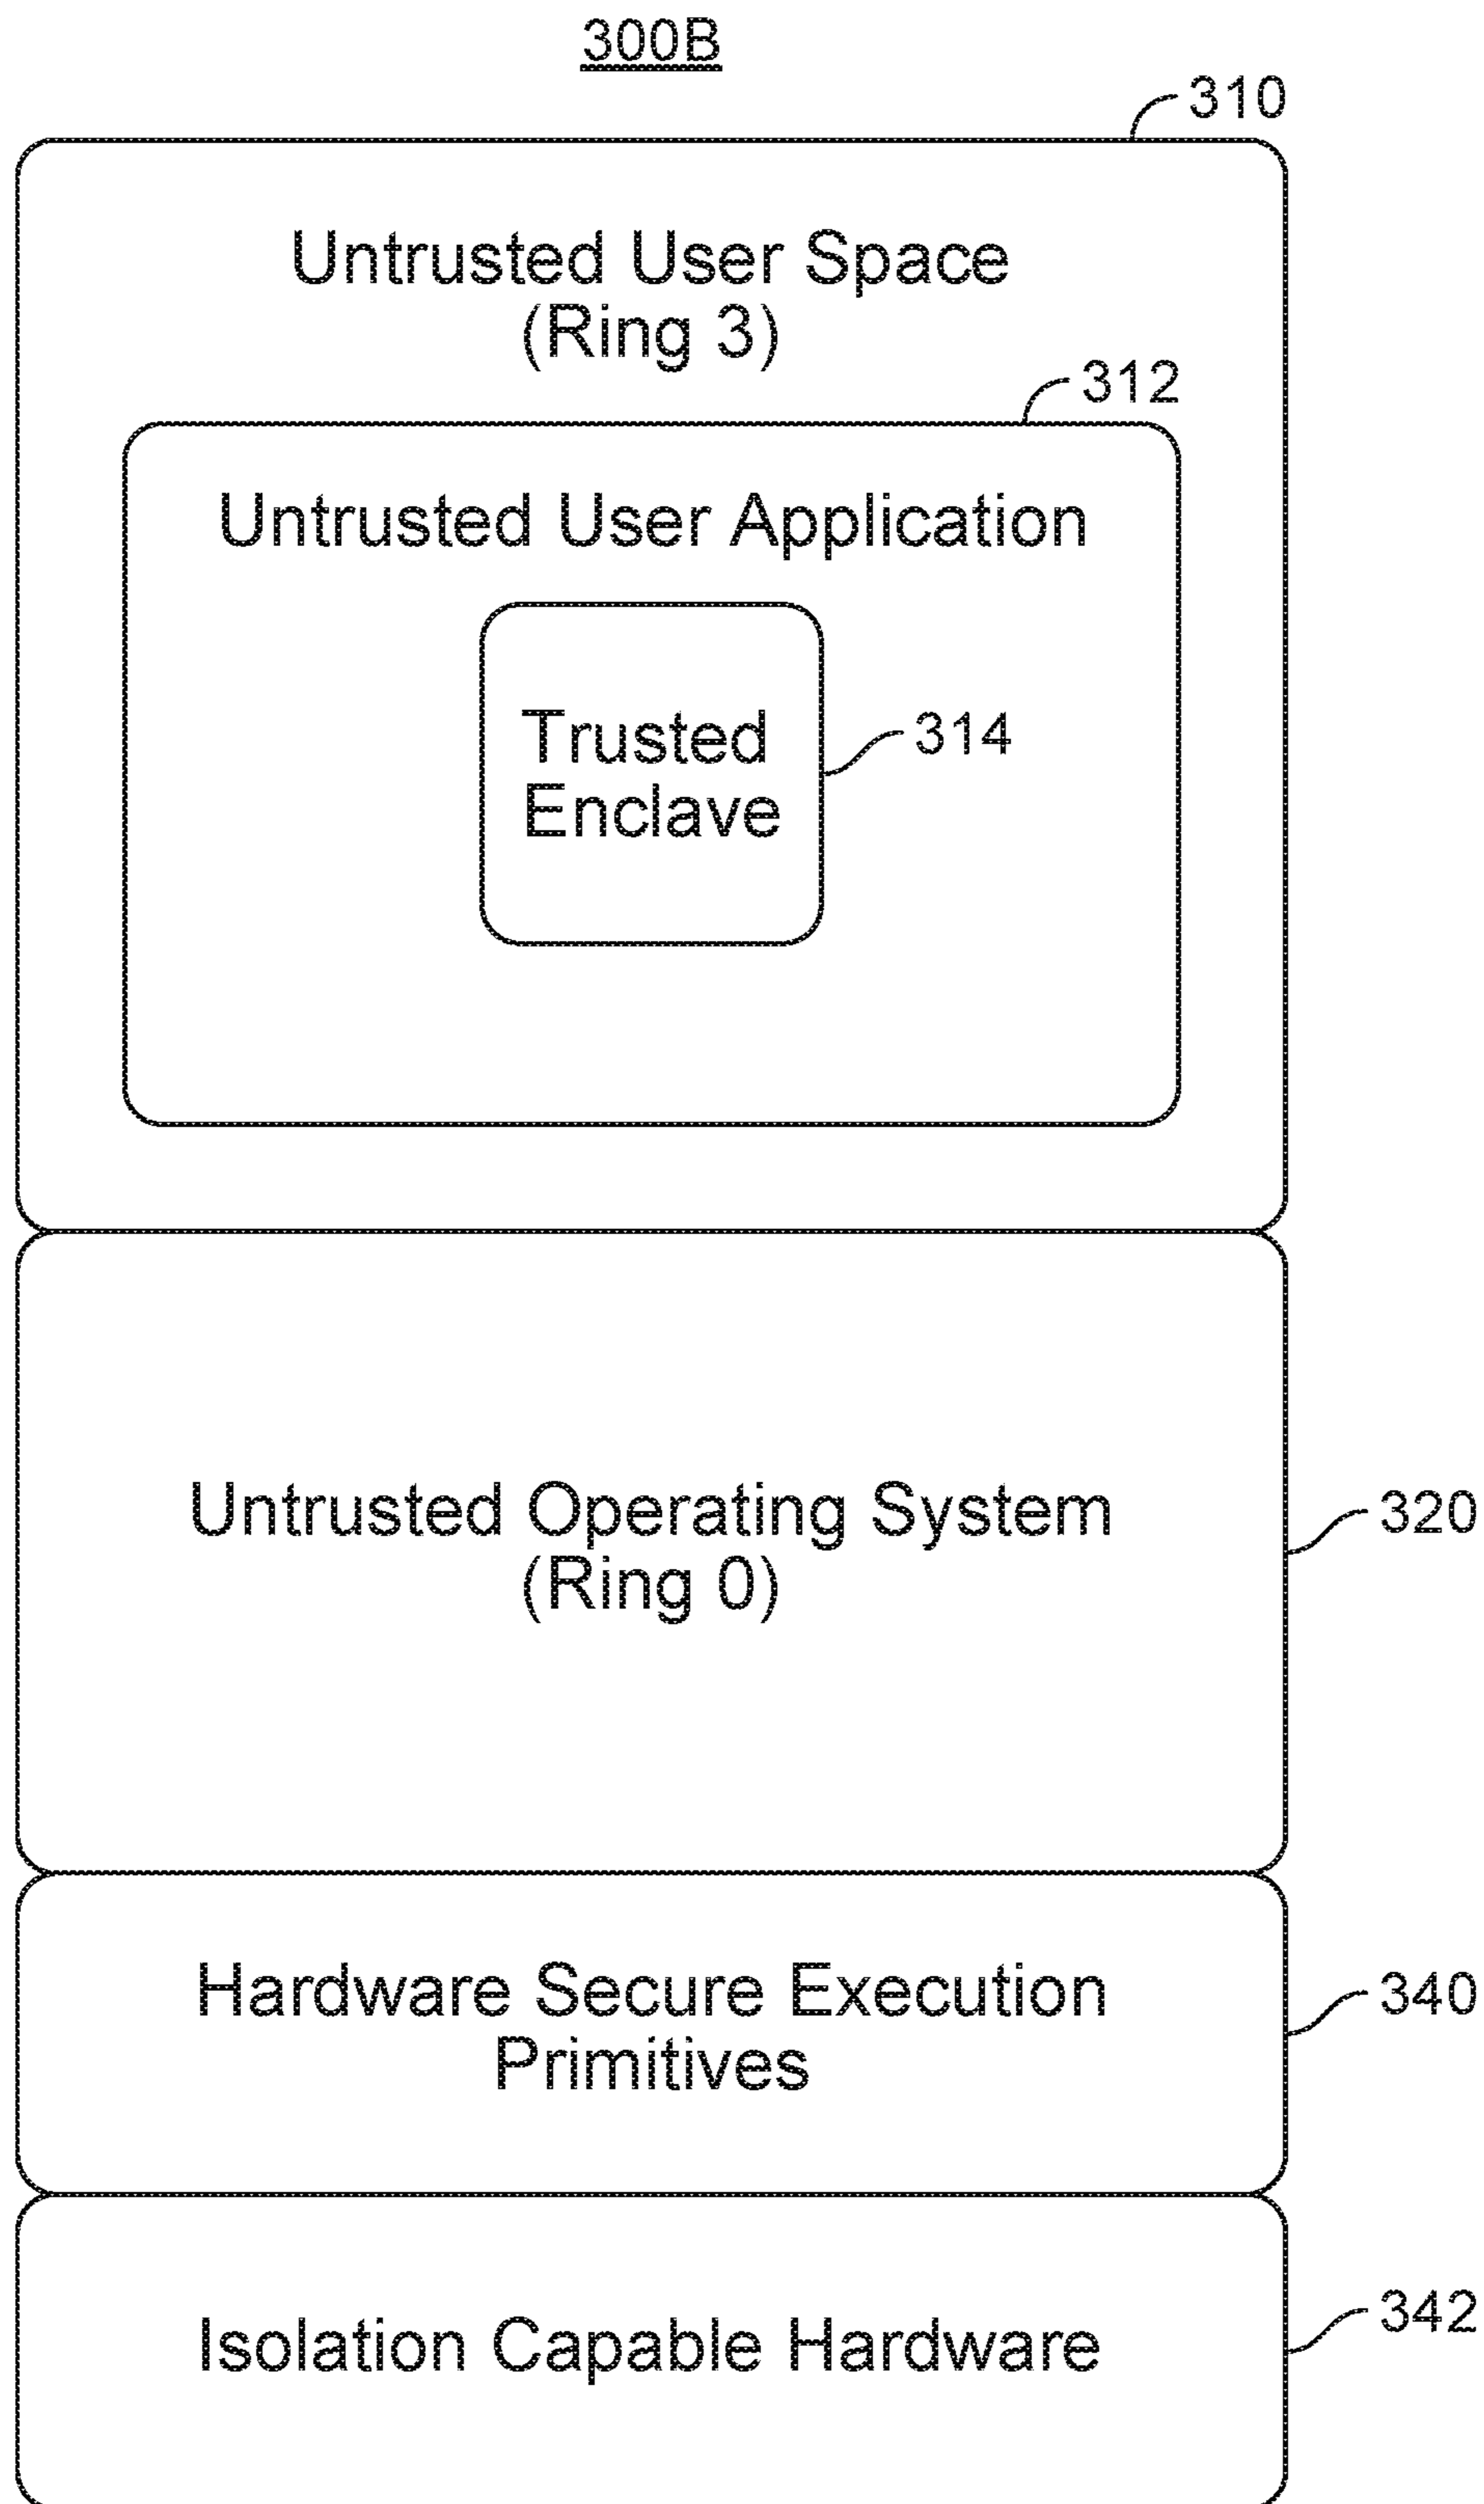 300B
310
Untrusted User Space
(Ring 3)
312
Untrusted User Application
Trusted
Enclave
314
Untrusted Operating System
(Ring 0)
320
Hardware Secure Execution
Primitives
340
Isolation Capable Hardware
342